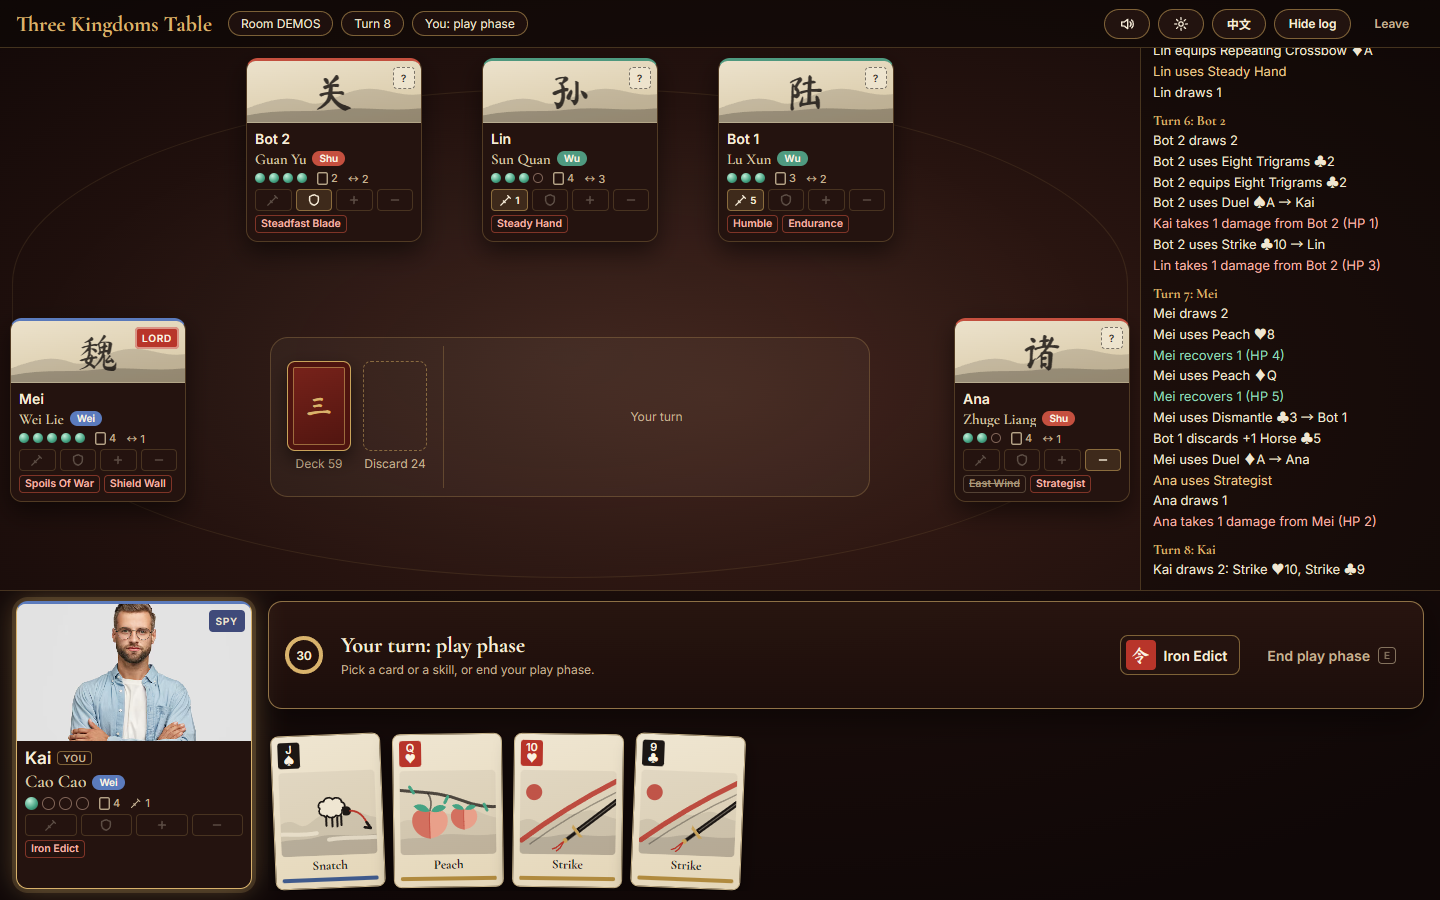 Three Kingdoms Table
Room DEMOS
Turn 8
You: play phase
中文
Hide log
Leave
关
?
Bot 2
Guan Yu Shu
2 ↔ 2
Steadfast Blade
孙
?
Lin
Sun Quan Wu
4 ↔ 3
1
Steady Hand
陆
?
Bot 1
Lu Xun Wu
3 ↔ 2
5
Humble Endurance
魏
LORD
Mei
Wei Lie Wei
4 ↔ 1
Spoils Of War Shield Wall
三
Deck 59
Discard 24
Your turn
诸
?
Ana
Zhuge Liang Shu
4 ↔ 1
East Wind Strategist
Lin equips Repeating Crossbow ♠A
Lin uses Steady Hand
Lin draws 1
Turn 6: Bot 2
Bot 2 draws 2
Bot 2 uses Eight Trigrams ♣2
Bot 2 equips Eight Trigrams ♣2
Bot 2 uses Duel ♠A → Kai
Kai takes 1 damage from Bot 2 (HP 1)
Bot 2 uses Strike ♣10 → Lin
Lin takes 1 damage from Bot 2 (HP 3)
Turn 7: Mei
Mei draws 2
Mei uses Peach ♥8
Mei recovers 1 (HP 4)
Mei uses Peach ♦Q
Mei recovers 1 (HP 5)
Mei uses Dismantle ♣3 → Bot 1
Bot 1 discards +1 Horse ♣5
Mei uses Duel ♦A → Ana
Ana uses Strategist
Ana draws 1
Ana takes 1 damage from Mei (HP 2)
Turn 8: Kai
Kai draws 2: Strike ♥10, Strike ♣9
SPY
Kai YOU
Cao Cao Wei
4 1
Iron Edict
30
Your turn: play phase
Pick a card or a skill, or end your play phase.
令 Iron Edict
End play phase E
J ♠
Snatch
Q ♥
Peach
10 ♥
Strike
9 ♣
Strike